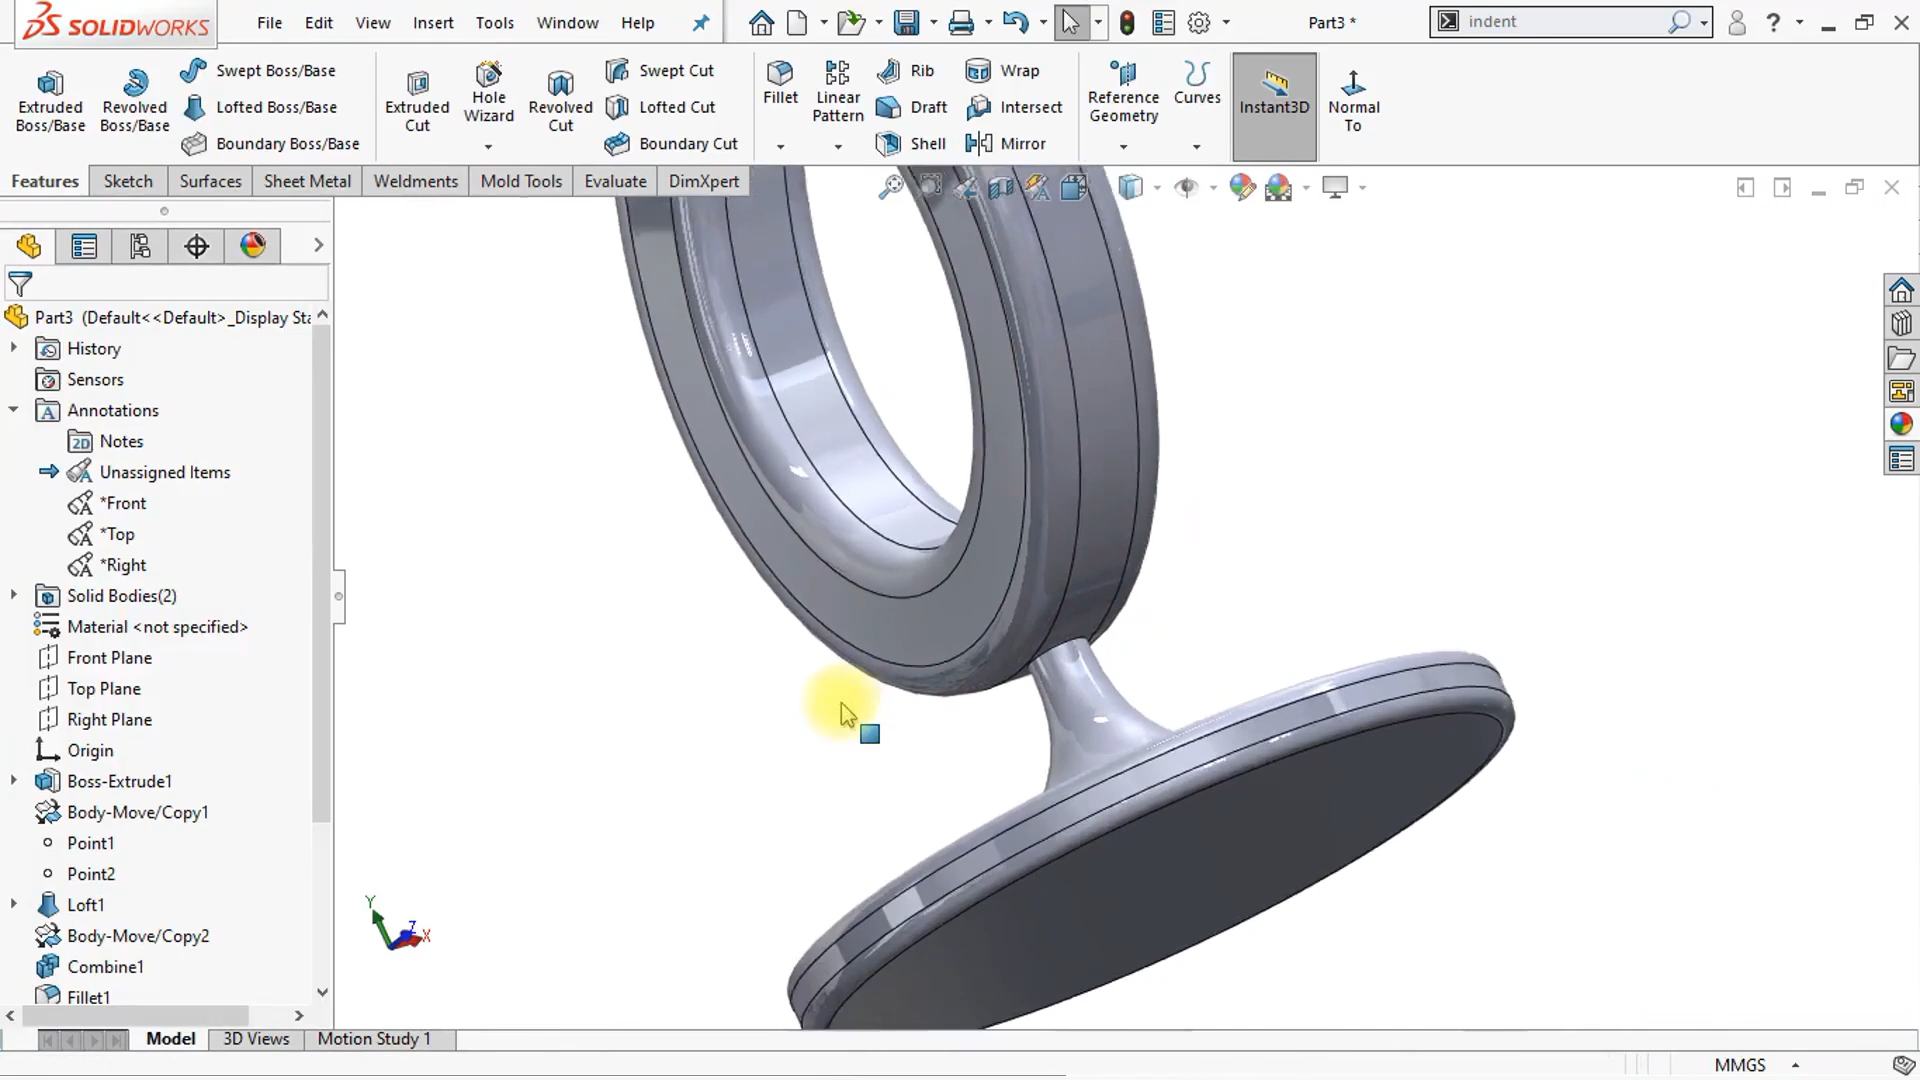 SOLIDWORKS
File Edit View Insert Tools Window Help
Part3 *
indent
Extruded Boss/Base
Revolved Boss/Base
Swept Boss/Base
Lofted Boss/Base
Boundary Boss/Base
Extruded Cut
Hole Wizard
Revolved Cut
Swept Cut
Lofted Cut
Boundary Cut
Fillet
Linear Pattern
Rib
Draft
Shell
Wrap
Intersect
Mirror
Reference Geometry
Curves
Instant3D
Normal To
Features Sketch Surfaces Sheet Metal Weldments Mold Tools Evaluate DimXpert
Part3 (Default<<Default>_Display Sta
History
Sensors
Annotations
Notes
Unassigned Items
*Front
*Top
*Right
Solid Bodies(2)
Material <not specified>
Front Plane
Top Plane
Right Plane
Origin
Boss-Extrude1
Body-Move/Copy1
Point1
Point2
Loft1
Body-Move/Copy2
Combine1
Fillet1
Y
Z
X
Model 3D Views Motion Study 1
MMGS